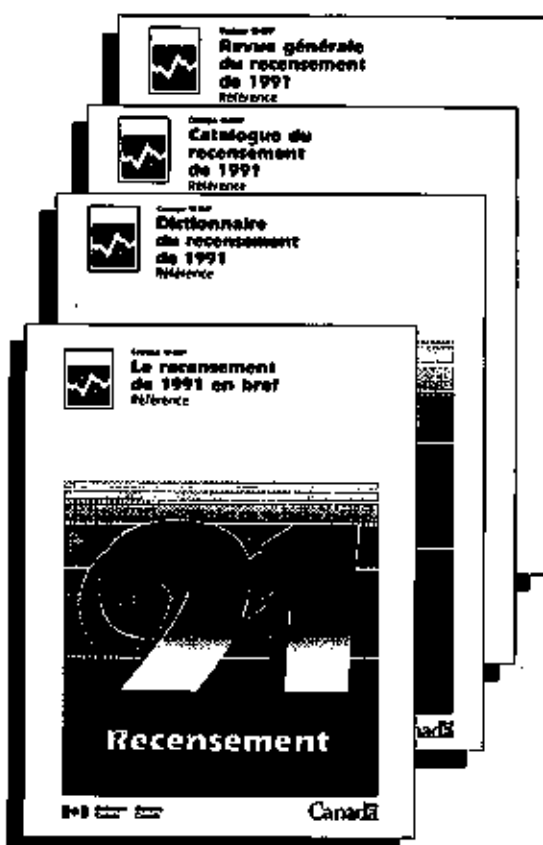 Revue générale
du recensement
de 1991
Référence
Catalogue du
recensement
de 1991
Référence
Dictionnaire
du recensement
de 1991
Référence
Le recensement
de 1991 en bref
Référence
91
Recensement
Canada